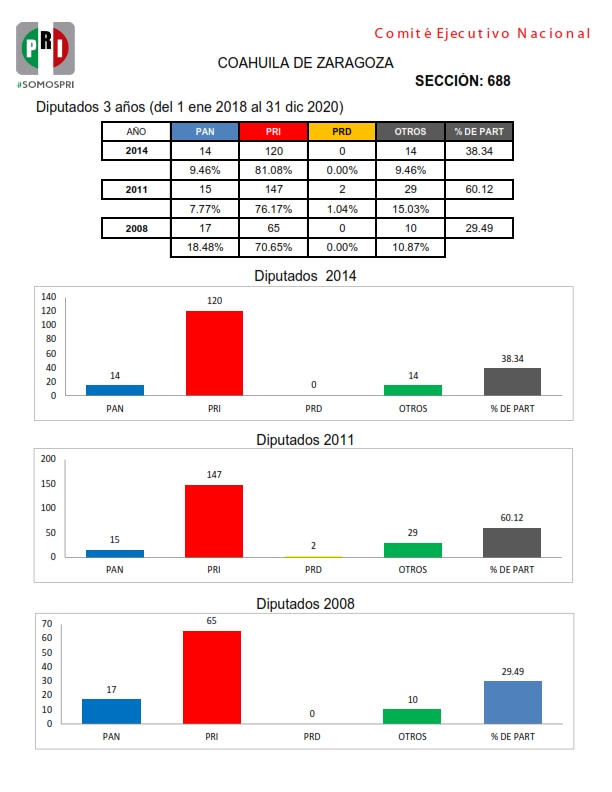 Comité Ejecutivo Nacional
PRI
#SOMOSPRI
COAHUILA DE ZARAGOZA
SECCIÓN: 688
Diputados 3 años (del 1 ene 2018 al 31 dic 2020)
AÑO PAN PRI PRD OTROS % DE PART
2014 14 120 0 14 38.34
9.46% 81.08% 0.00% 9.46%
2011 15 147 2 29 60.12
7.77% 76.17% 1.04% 15.03%
2008 17 65 0 10 29.49
18.48% 70.65% 0.00% 10.87%
Diputados 2014
140
120
100
80
60
40
20
0
14 120 0 14 38.34
PAN PRI PRD OTROS % DE PART
Diputados 2011
200
150
100
50
0
15 147 2 29 60.12
PAN PRI PRD OTROS % DE PART
Diputados 2008
70
60
50
40
30
20
10
0
17 65 0 10 29.49
PAN PRI PRD OTROS % DE PART